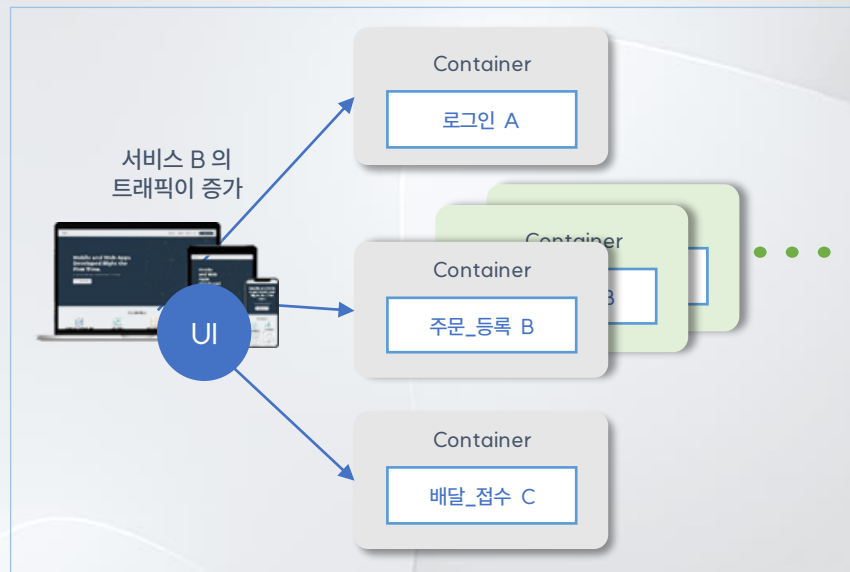 Container
로그인 A
서비스 B 의
트래픽이 증가
Container
B
Container
주문_등록 B
UI
Container
배달_접수 C